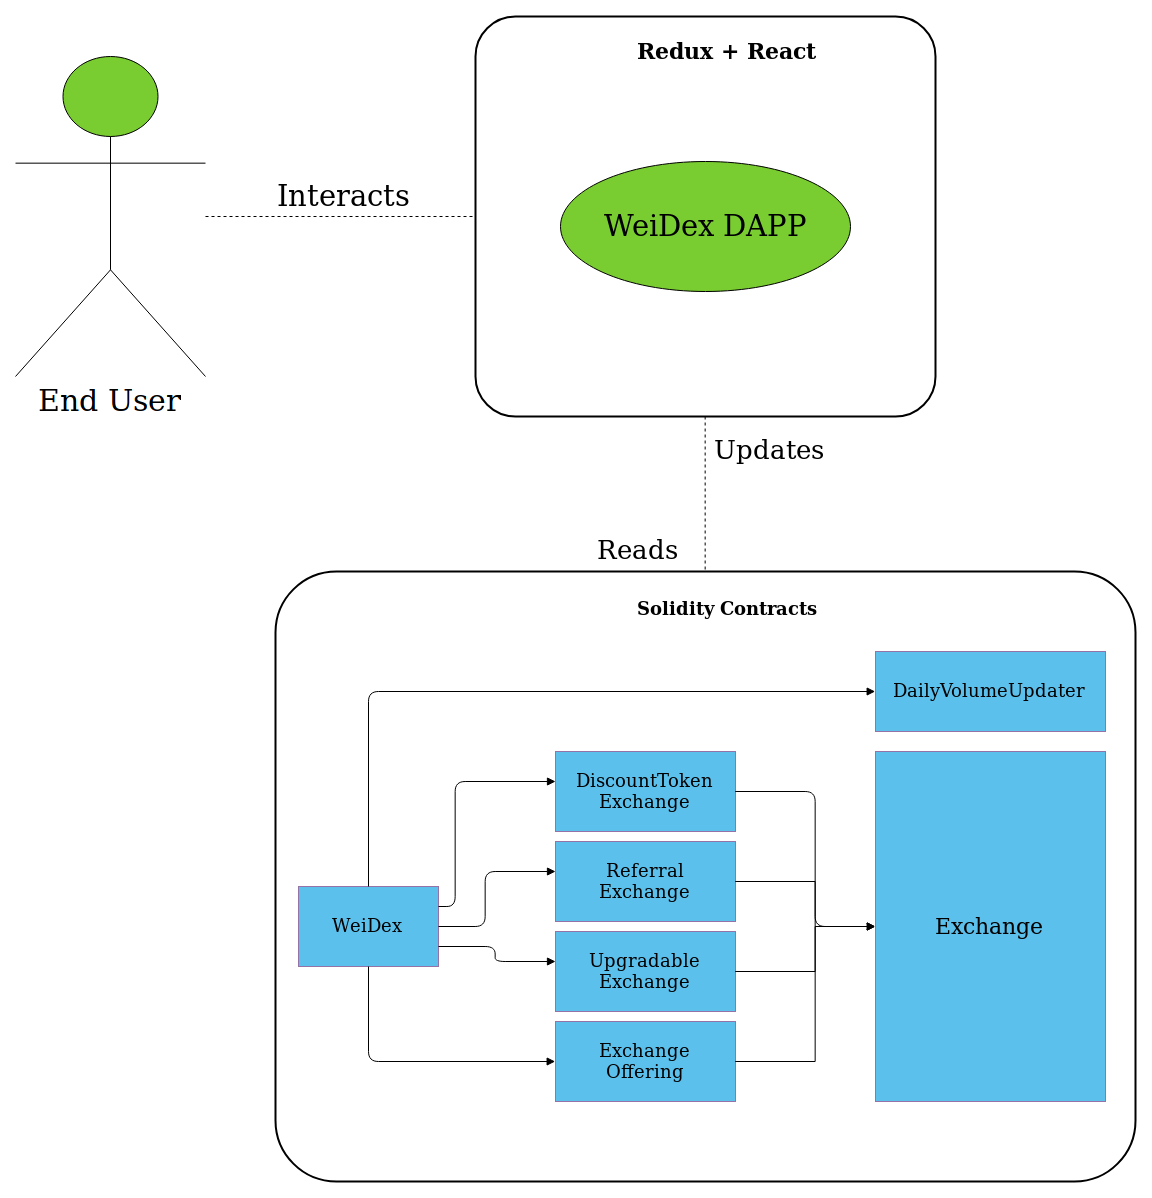 Redux + React
Interacts
WeiDex DAPP
End User
Updates
Reads
Solidity Contracts
DailyVolumeUpdater
DiscountToken
Exchange
Referral
Exchange
WeiDex
Upgradable
Exchange
Exchange
Offering
Exchange